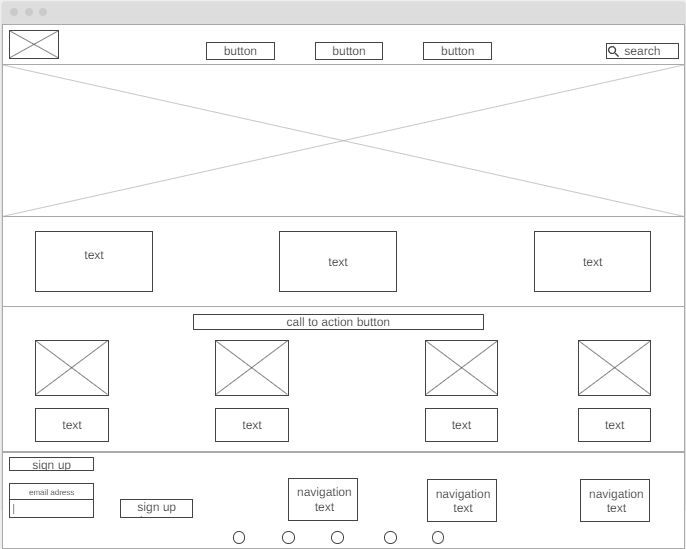 button
button
button
search
text
text
text
call to action button
text
text
text
text
sign up
email adress
sign up
navigation
text
navigation
text
navigation
text